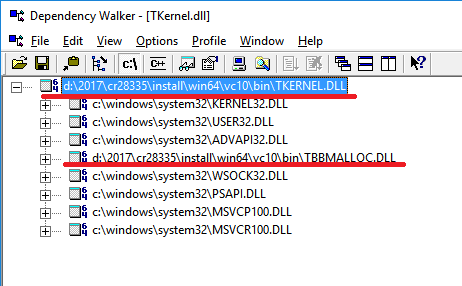 Dependency Walker - [TKernel.dll]
File Edit View Options Profile Window Help
c:\ C++
d:\2017\cr28335\install\win64\vc10\bin\TKERNEL.DLL
c:\windows\system32\KERNEL32.DLL
c:\windows\system32\USER32.DLL
c:\windows\system32\ADVAPI32.DLL
d:\2017\cr28335\install\win64\vc10\bin\TBBMALLOC.DLL
c:\windows\system32\WSOCK32.DLL
c:\windows\system32\PSAPI.DLL
c:\windows\system32\MSVCP100.DLL
c:\windows\system32\MSVCR100.DLL